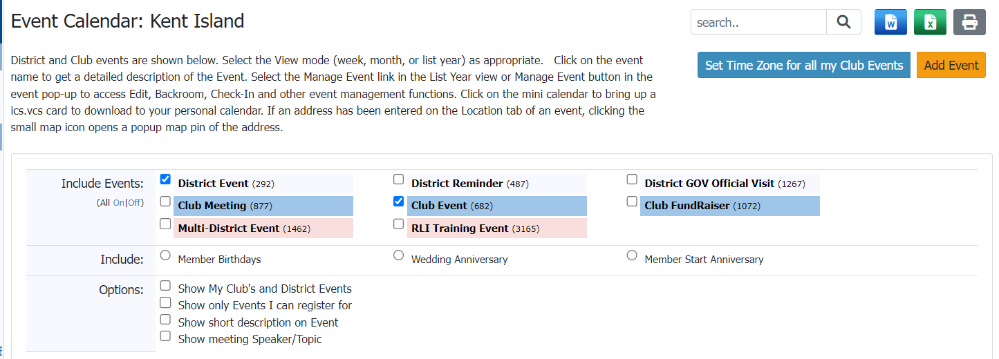 Event Calendar: Kent Island
search..
District and Club events are shown below. Select the View mode (week, month, or list year) as appropriate.   Click on the event
name to get a detailed description of the Event. Select the Manage Event link in the List Year view or Manage Event button in the
event pop-up to access Edit, Backroom, Check-In and other event management functions. Click on the mini calendar to bring up a
ics.vcs card to download to your personal calendar. If an address has been entered on the Location tab of an event, clicking the
small map icon opens a popup map pin of the address.
Set Time Zone for all my Club Events
Add Event
Include Events:
(All On|Off)
District Event (292)
District Reminder (487)
District GOV Official Visit (1267)
Club Meeting (877)
Club Event (682)
Club FundRaiser (1072)
Multi-District Event (1462)
RLI Training Event (3165)
Include:
Member Birthdays
Wedding Anniversary
Member Start Anniversary
Options:
Show My Club's and District Events
Show only Events I can register for
Show short description on Event
Show meeting Speaker/Topic